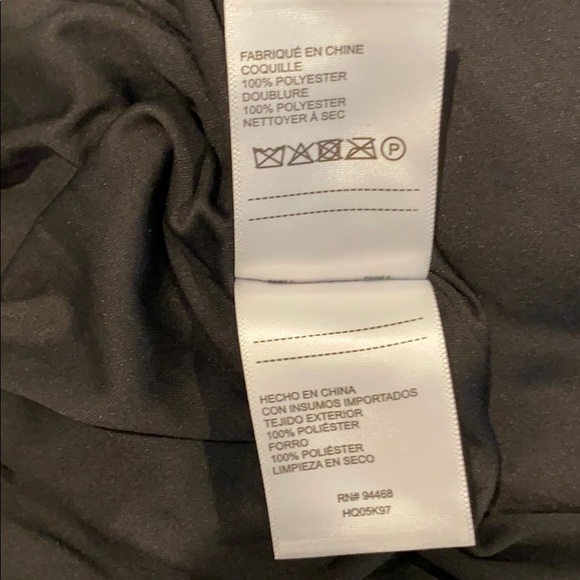 FABRIQUÉ EN CHINE
COQUILLE
100% POLYESTER
DOUBLURE
100% POLYESTER
NETTOYER À SEC
P
HECHO EN CHINA
CON INSUMOS IMPORTADOS
TEJIDO EXTERIOR
100% POLIÉSTER
FORRO
100% POLIÉSTER
LIMPIEZA EN SECO
RN# 94468
HQ05K97